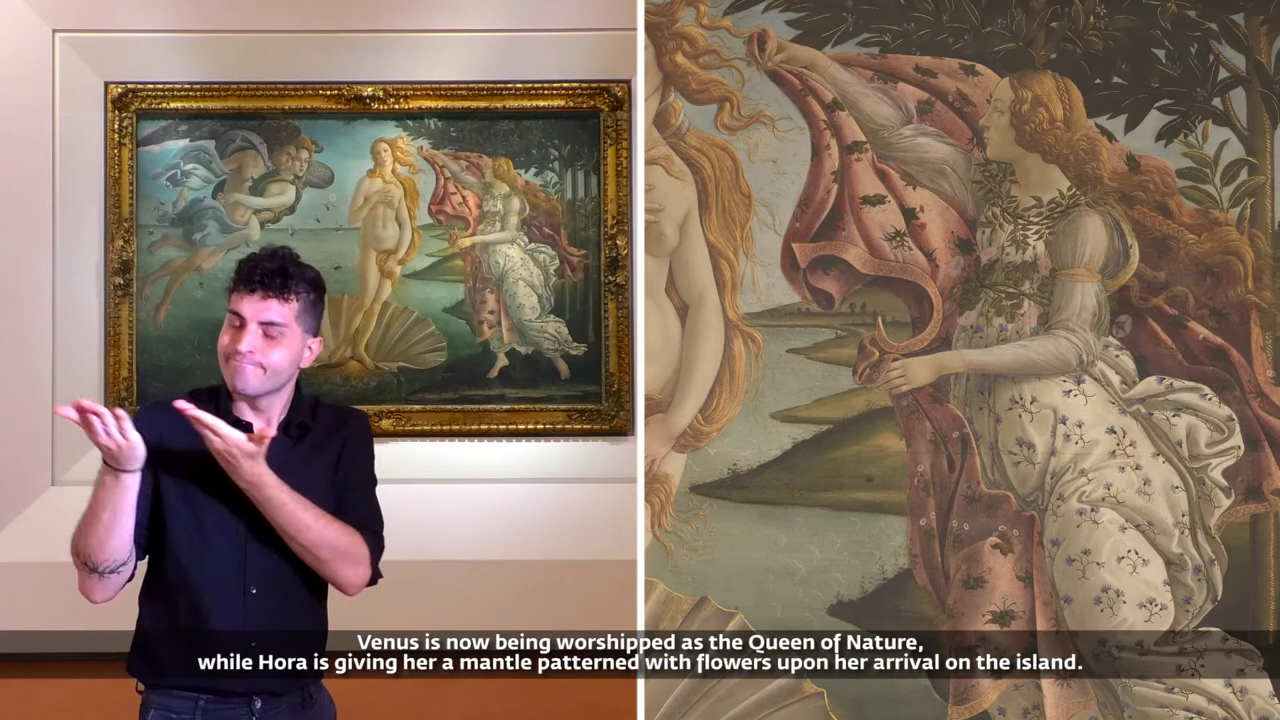 Venus is now being worshipped as the Queen of Nature,
while Hora is giving her a mantle patterned with flowers upon her arrival on the island.